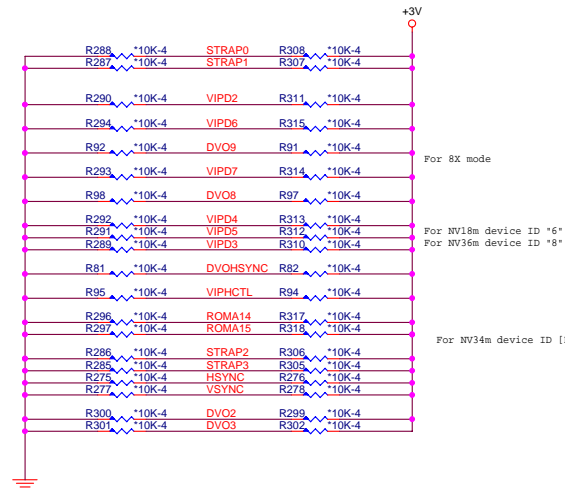 +3V
R288 *10K-4 STRAP0 R308 *10K-4
R287 *10K-4 STRAP1 R307 *10K-4
R290 *10K-4 VIPD2 R311 *10K-4
R294 *10K-4 VIPD6 R315 *10K-4
R92 *10K-4 DVO9 R91 *10K-4
For 8X mode
R293 *10K-4 VIPD7 R314 *10K-4
R98 *10K-4 DVO8 R97 *10K-4
R292 *10K-4 VIPD4 R313 *10K-4
R291 *10K-4 VIPD5 R312 *10K-4 For NV18m device ID "6"
R289 *10K-4 VIPD3 R310 *10K-4 For NV36m device ID "8"
R81 *10K-4 DVOHSYNC R82 *10K-4
R95 *10K-4 VIPHCTL R94 *10K-4
R296 *10K-4 ROMA14 R317 *10K-4
R297 *10K-4 ROMA15 R318 *10K-4
For NV34m device ID [
R286 *10K-4 STRAP2 R306 *10K-4
R285 *10K-4 STRAP3 R305 *10K-4
R275 *10K-4 HSYNC R276 *10K-4
R277 *10K-4 VSYNC R278 *10K-4
R300 *10K-4 DVO2 R299 *10K-4
R301 *10K-4 DVO3 R302 *10K-4